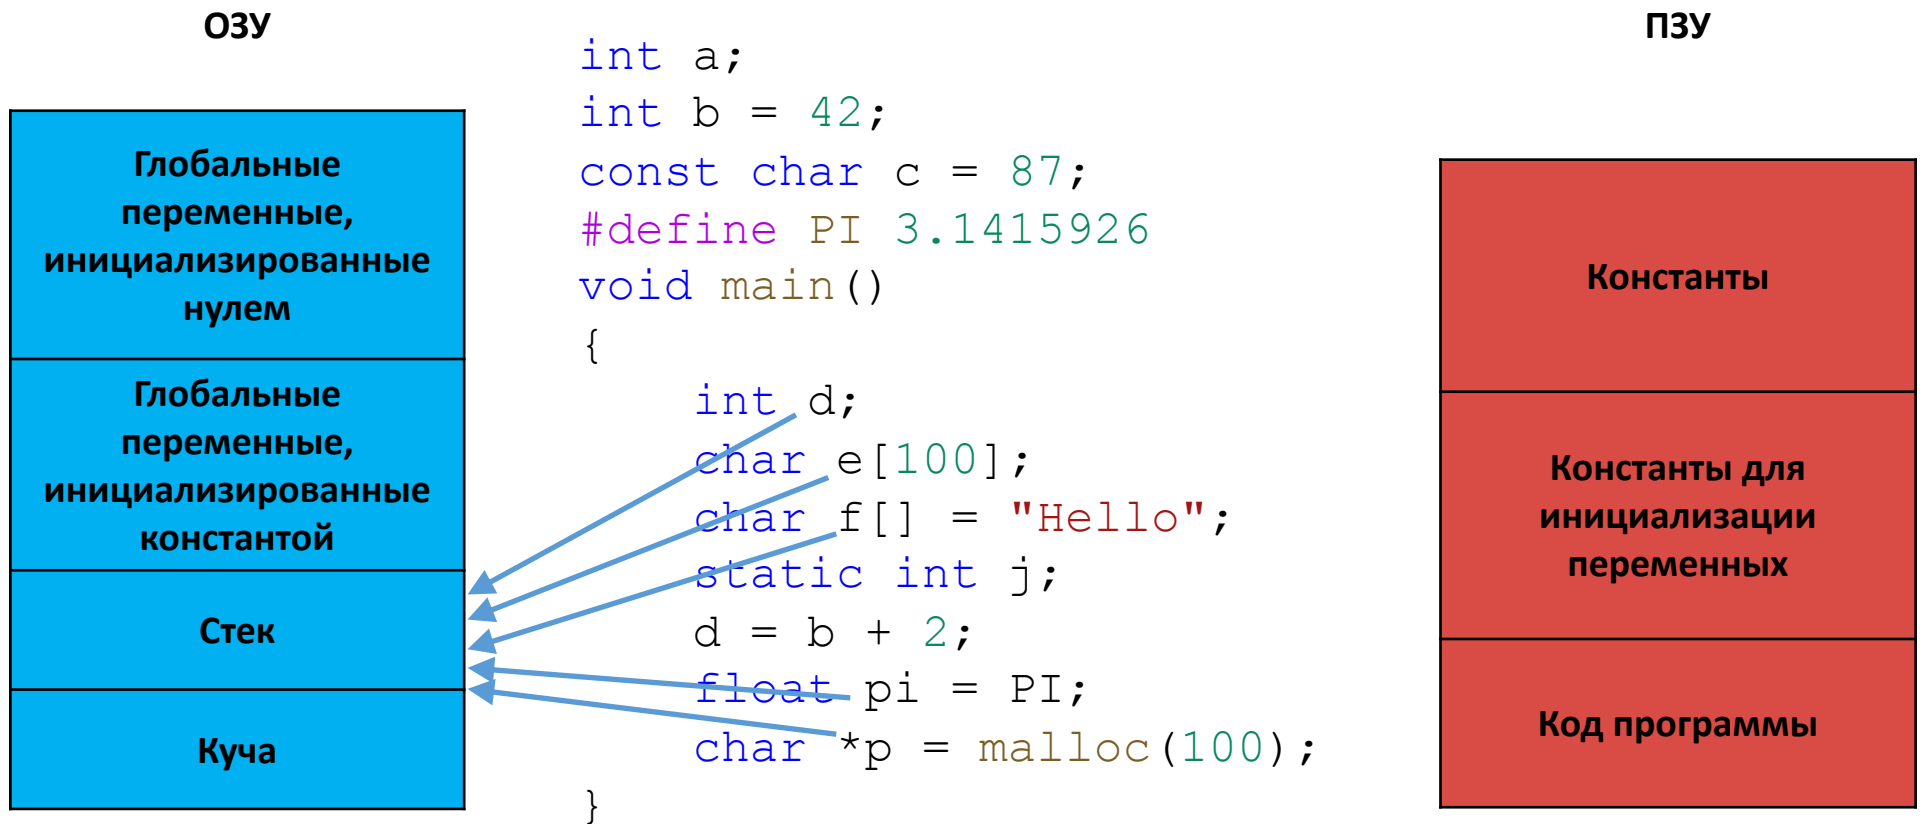 ОЗУ
Глобальные
переменные,
инициализированные
нулем
Глобальные
переменные,
инициализированные
константой
Стек
Куча
int a;
int b = 42;
const char c = 87;
#define PI 3.1415926
void main()
{
int d;
char e[100];
char f[] = "Hello";
static int j;
d = b + 2;
float pi = PI;
char *p = malloc(100);
}
ПЗУ
Константы
Константы для
инициализации
переменных
Код программы